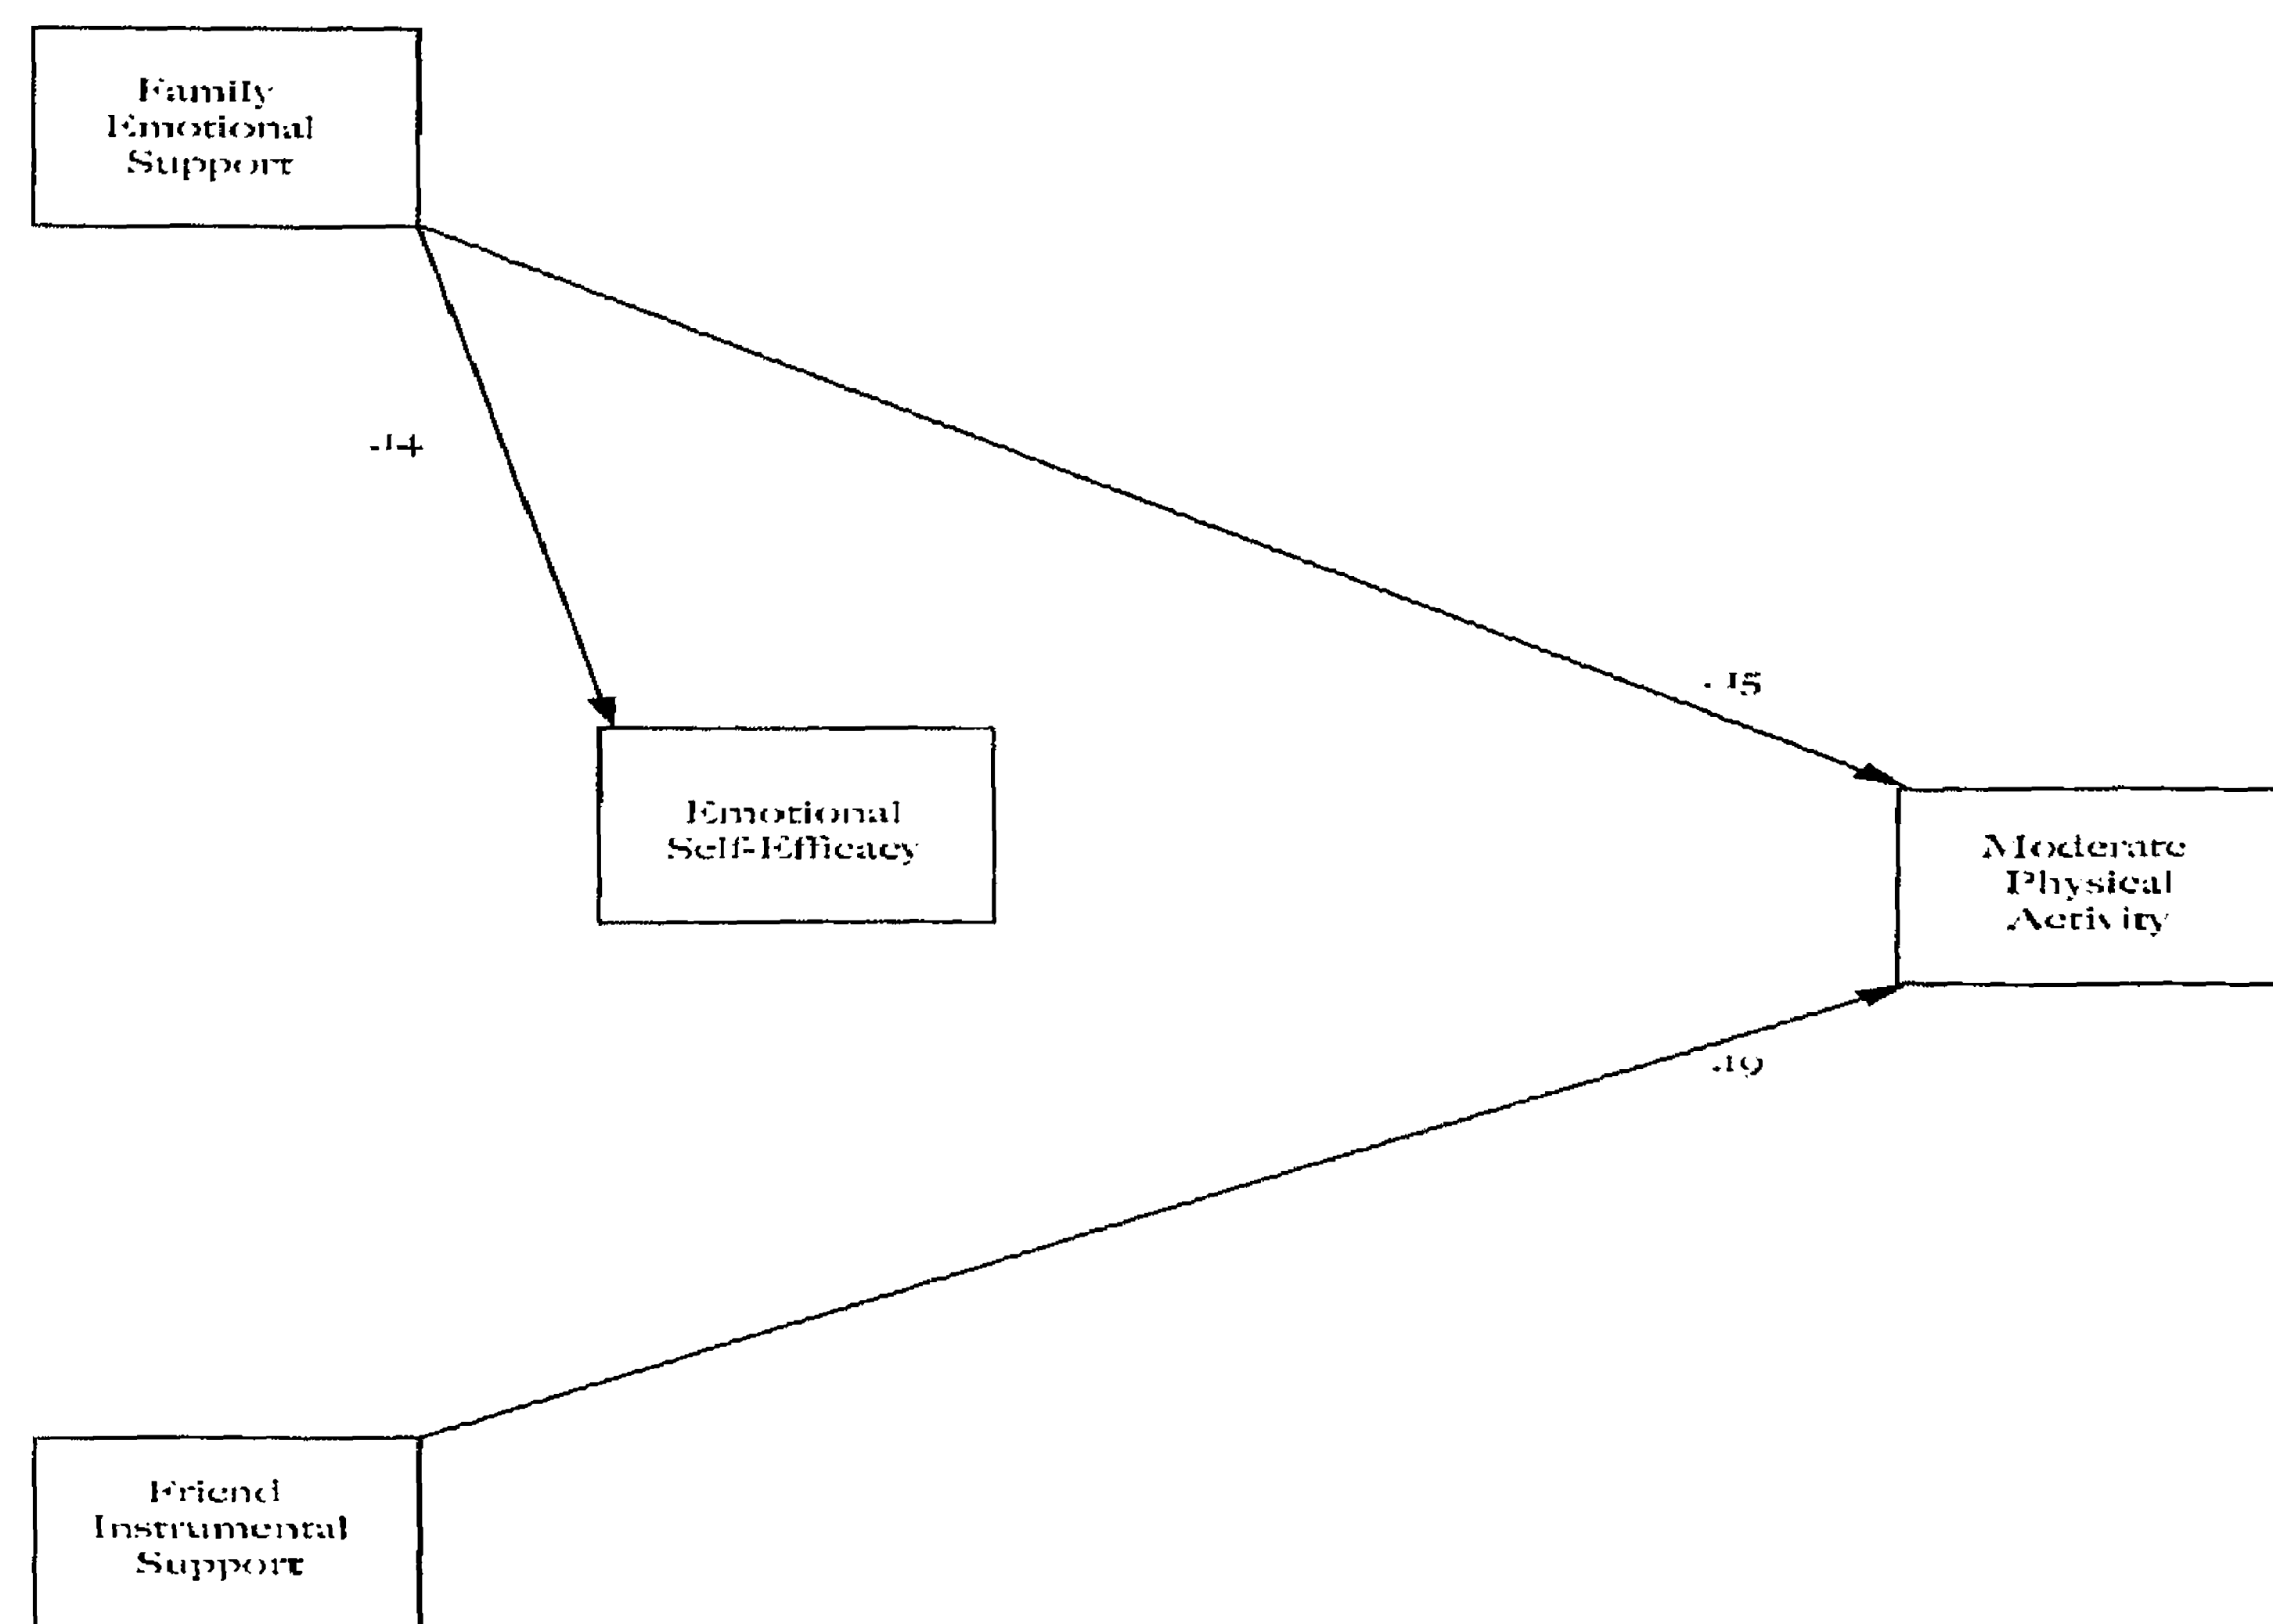 Family
Emotional
Support
.14
.15
Emotional
Self-Efficacy
Moderate
Physical
Activity
.19
Friend
Instrumental
Support